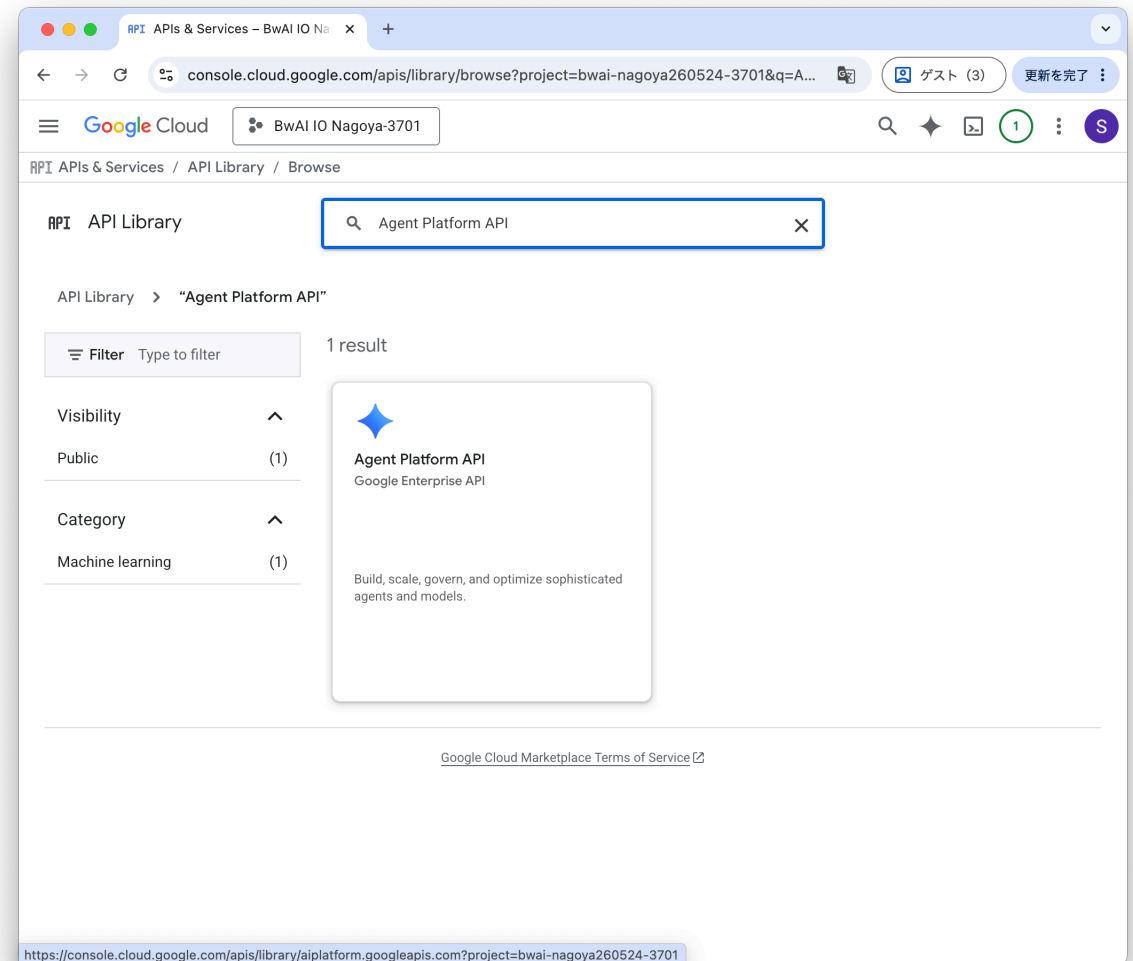 API APIs & Services – BwAI IO Na
console.cloud.google.com/apis/library/browse?project=bwai-nagoya260524-3701&q=A...
ゲスト (3)
更新を完了
Google Cloud
BwAI IO Nagoya-3701
1
S
API APIs & Services / API Library / Browse
API API Library
Agent Platform API
API Library > “Agent Platform API”
Filter Type to filter
1 result
Visibility
Public (1)
Category
Machine learning (1)
Agent Platform API
Google Enterprise API
Build, scale, govern, and optimize sophisticated
agents and models.
Google Cloud Marketplace Terms of Service
https://console.cloud.google.com/apis/library/aiplatform.googleapis.com?project=bwai-nagoya260524-3701